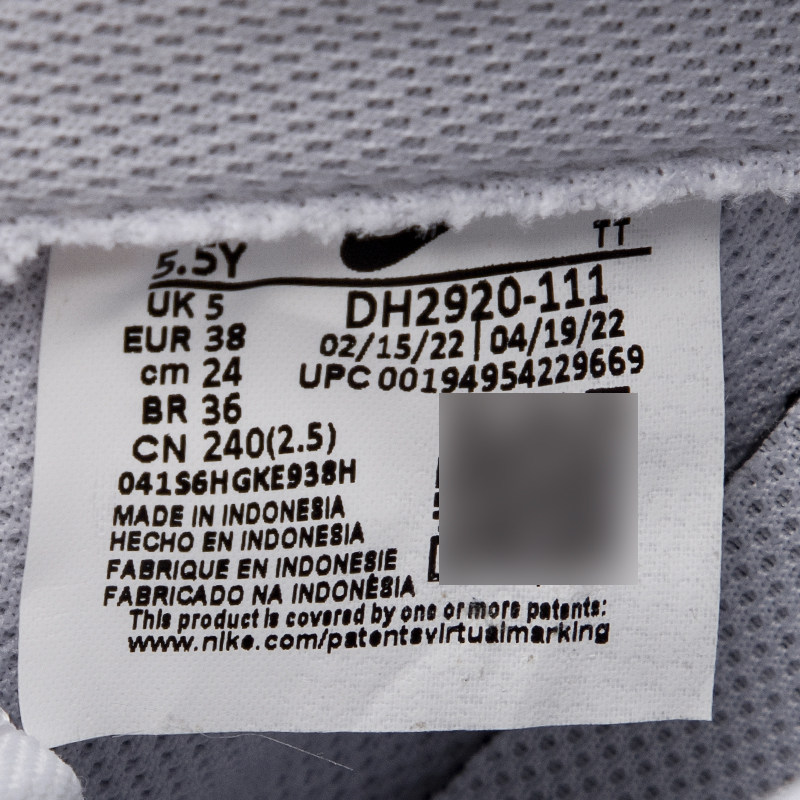 5.5Y TT
UK 5 DH2920-111
EUR 38 02/15/22 | 04/19/22
cm 24 UPC 00194954229669
BR 36
CN 240(2.5)
041S6HGKE938H
MADE IN INDONESIA
HECHO EN INDONESIA
FABRIQUE EN INDONESIE
FABRICADO NA INDONÉSIA
This product is covered by one or more patents:
www.nike.com/patentsvirtualmarking